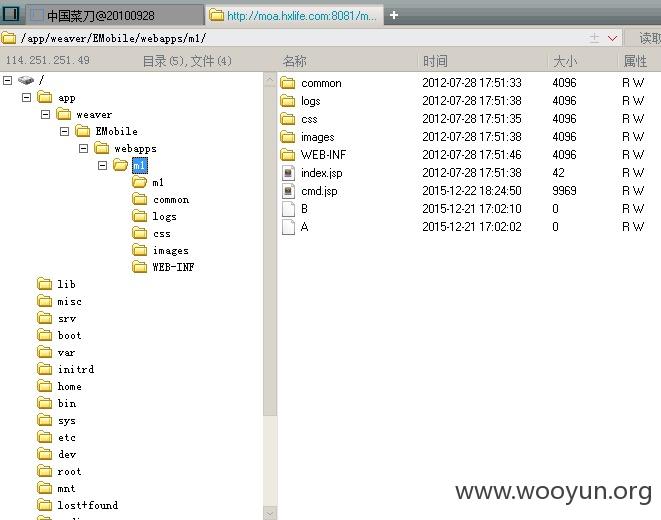 中国菜刀@20100928
http://moa.hxlife.com:8081/m...
/app/weaver/EMobile/webapps/m1/
读取
114.251.251.49
目录(5),文件(4)
名称 时间 大小 属性
/
app
weaver
EMobile
webapps
m1
m1
common
logs
css
images
WEB-INF
lib
misc
srv
boot
var
initrd
home
bin
sys
etc
dev
root
mnt
lost+found
common 2012-07-28 17:51:33 4096 R W
logs 2012-07-28 17:51:38 4096 R W
css 2012-07-28 17:51:35 4096 R W
images 2012-07-28 17:51:38 4096 R W
WEB-INF 2012-07-28 17:51:46 4096 R W
index.jsp 2012-07-28 17:51:38 42 R W
cmd.jsp 2015-12-22 18:24:50 9969 R W
B 2015-12-21 17:02:10 0 R W
A 2015-12-21 17:02:02 0 R W
www.wooyun.org